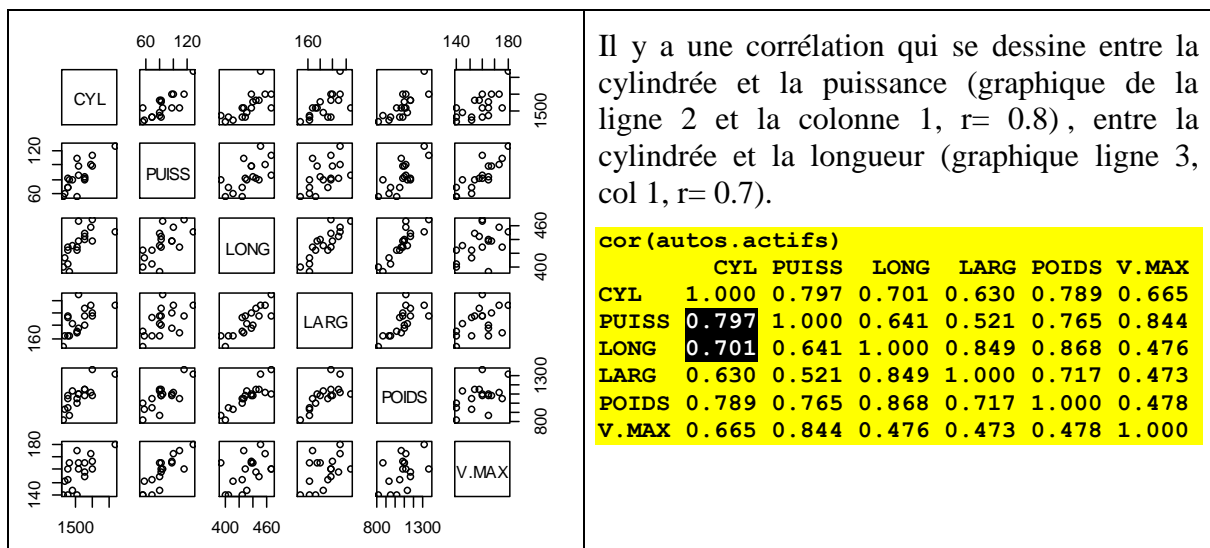 60 120
160
140 180
CYL
1500
Il y a une corrélation qui se dessine entre la
cylindrée et la puissance (graphique de la
ligne 2 et la colonne 1, r= 0.8) , entre la
cylindrée et la longueur (graphique ligne 3,
col 1, r= 0.7).
60 120
PUISS
LONG
400 460
160
LARG
POIDS
800 1300
140 180
V.MAX
1500
400 460
800 1300
cor(autos.actifs)
CYL PUISS LONG LARG POIDS V.MAX
CYL 1.000 0.797 0.701 0.630 0.789 0.665
PUISS 0.797 1.000 0.641 0.521 0.765 0.844
LONG 0.701 0.641 1.000 0.849 0.868 0.476
LARG 0.630 0.521 0.849 1.000 0.717 0.473
POIDS 0.789 0.765 0.868 0.717 1.000 0.478
V.MAX 0.665 0.844 0.476 0.473 0.478 1.000